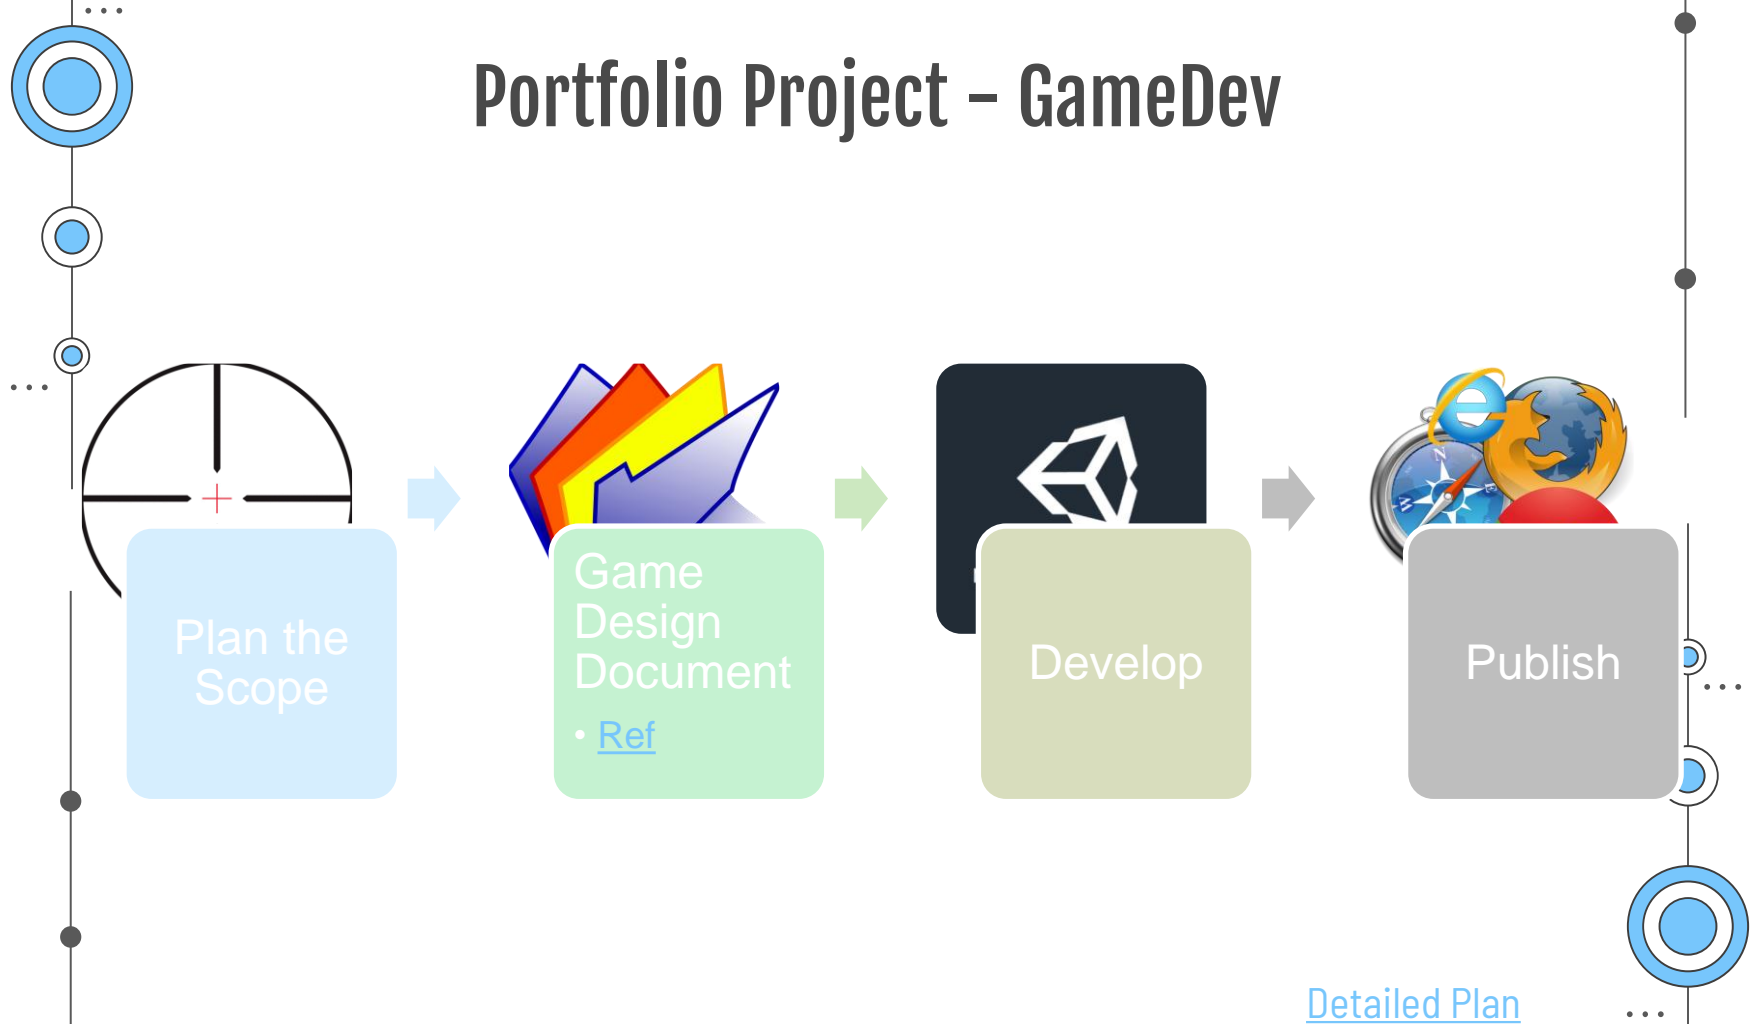 Portfolio Project – GameDev
Plan the
Scope
Game
Design
Document
• Ref
Develop
Publish
Detailed Plan